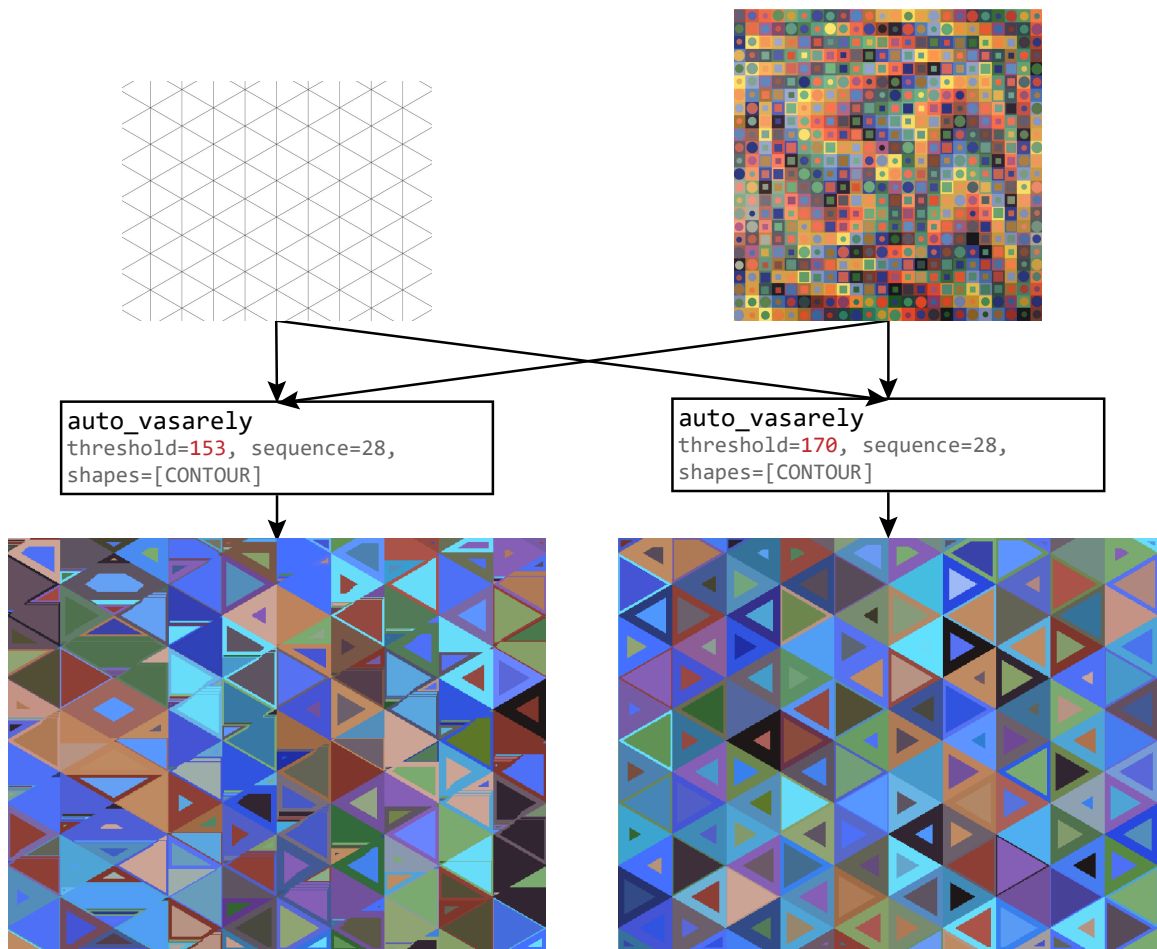 auto_vasarely
threshold=153, sequence=28,
shapes=[CONTOUR]
auto_vasarely
threshold=170, sequence=28,
shapes=[CONTOUR]